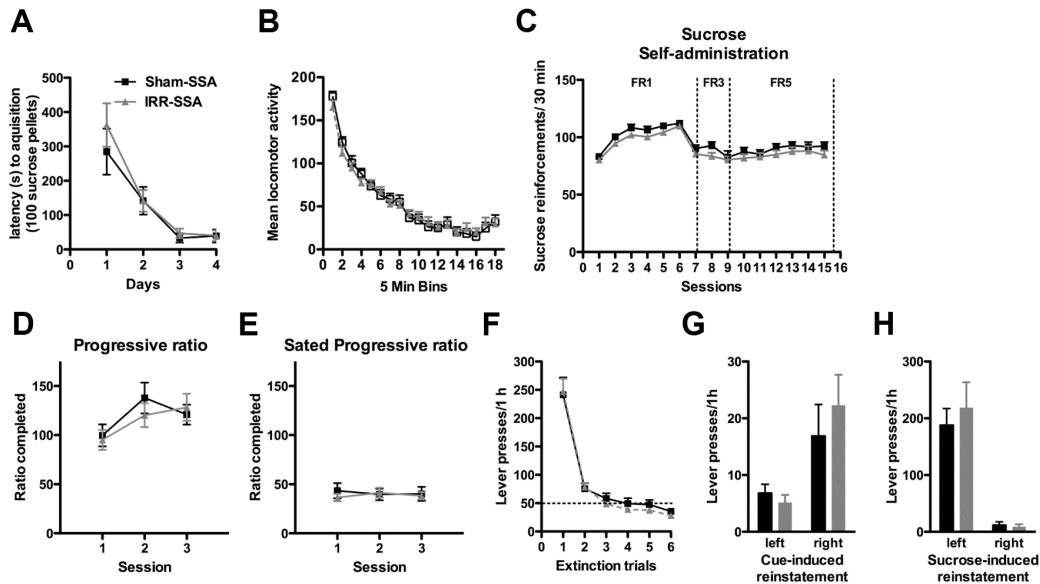 A
latency (s) to aquisition
(100 sucrose pellets)
500
400
300
200
100
0
Sham-SSA
IRR-SSA
0 1 2 3 4
Days
B
Mean locomotor activity
200
150
100
50
0
0 2 4 6 8 10 12 14 16 18
5 Min Bins
C
Sucrose
Self-administration
Sucrose reinforcements/ 30 min
150
100
50
0
FR1 FR3 FR5
0 1 2 3 4 5 6 7 8 9 10 11 12 13 14 15 16
Sessions
D
Progressive ratio
Ratio completed
150
100
50
0
1 2 3
Session
E
Sated Progressive ratio
Ratio completed
150
100
50
0
1 2 3
Session
F
Lever presses/1 h
300
250
200
150
100
50
0
0 1 2 3 4 5 6
Extinction trials
G
Lever presses/1h
30
20
10
0
left right
Cue-induced
reinstatement
H
Lever presses/1h
300
250
200
150
100
50
0
left right
Sucrose-induced
reinstatement